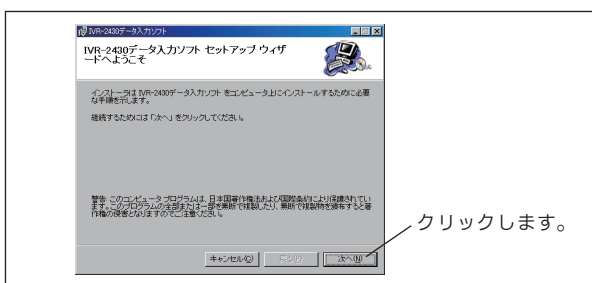 IVR-2430データ入力ソフト
IVR-2430データ入力ソフト セットアップ ウィザ
ードへようこそ
インストーラは IVR-2430データ入力ソフト をコンピュータ上にインストールするために必要
な手順を示します。
継続するためには「次へ」をクリックしてください。
警告: このコンピュータ プログラムは、日本国著作権法および国際条約により保護されてい
ます。このプログラムの全部または一部を無断で複製したり、無断で複製物を頒布すると著
作権の侵害となりますのでご注意ください。
クリックします。
キャンセル(C)
戻る(P)
次へ(N)